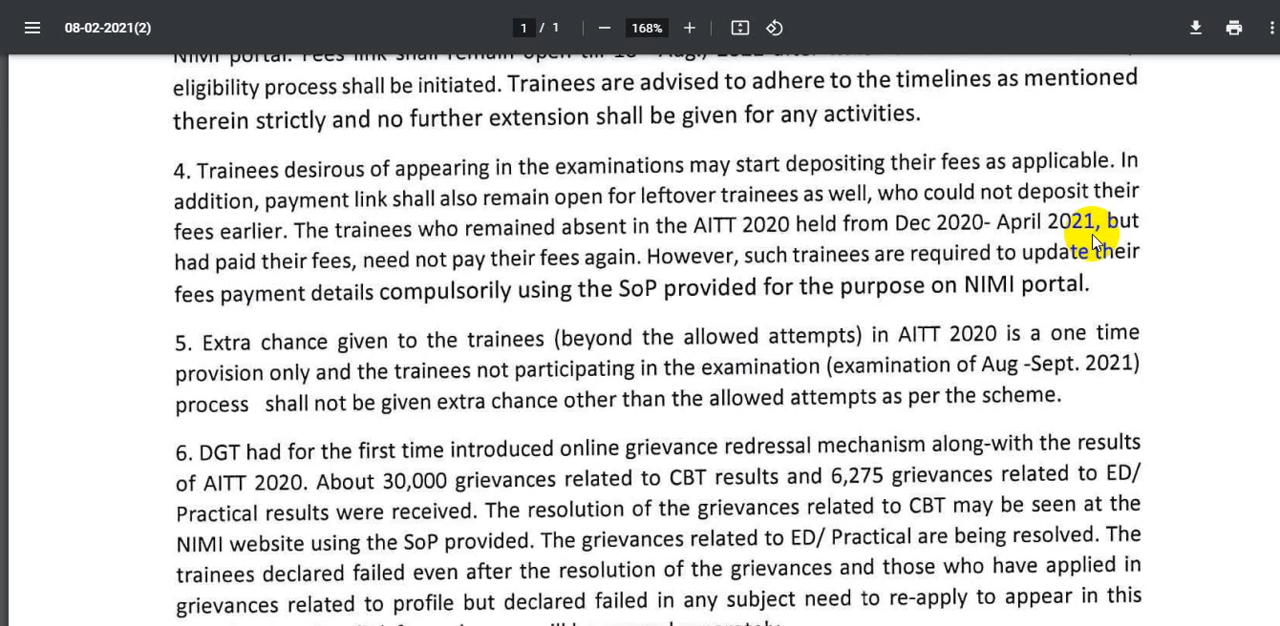 08-02-2021(2)
1 / 1
168%
NIMI portal. Fees link shall remain open till
eligibility process shall be initiated. Trainees are advised to adhere to the timelines as mentioned
therein strictly and no further extension shall be given for any activities.
4. Trainees desirous of appearing in the examinations may start depositing their fees as applicable. In
addition, payment link shall also remain open for leftover trainees as well, who could not deposit their
fees earlier. The trainees who remained absent in the AITT 2020 held from Dec 2020- April 2021, but
had paid their fees, need not pay their fees again. However, such trainees are required to update their
fees payment details compulsorily using the SoP provided for the purpose on NIMI portal.
5. Extra chance given to the trainees (beyond the allowed attempts) in AITT 2020 is a one time
provision only and the trainees not participating in the examination (examination of Aug -Sept. 2021)
process shall not be given extra chance other than the allowed attempts as per the scheme.
6. DGT had for the first time introduced online grievance redressal mechanism along-with the results
of AITT 2020. About 30,000 grievances related to CBT results and 6,275 grievances related to ED/
Practical results were received. The resolution of the grievances related to CBT may be seen at the
NIMI website using the SoP provided. The grievances related to ED/ Practical are being resolved. The
trainees declared failed even after the resolution of the grievances and those who have applied in
grievances related to profile but declared failed in any subject need to re-apply to appear in this